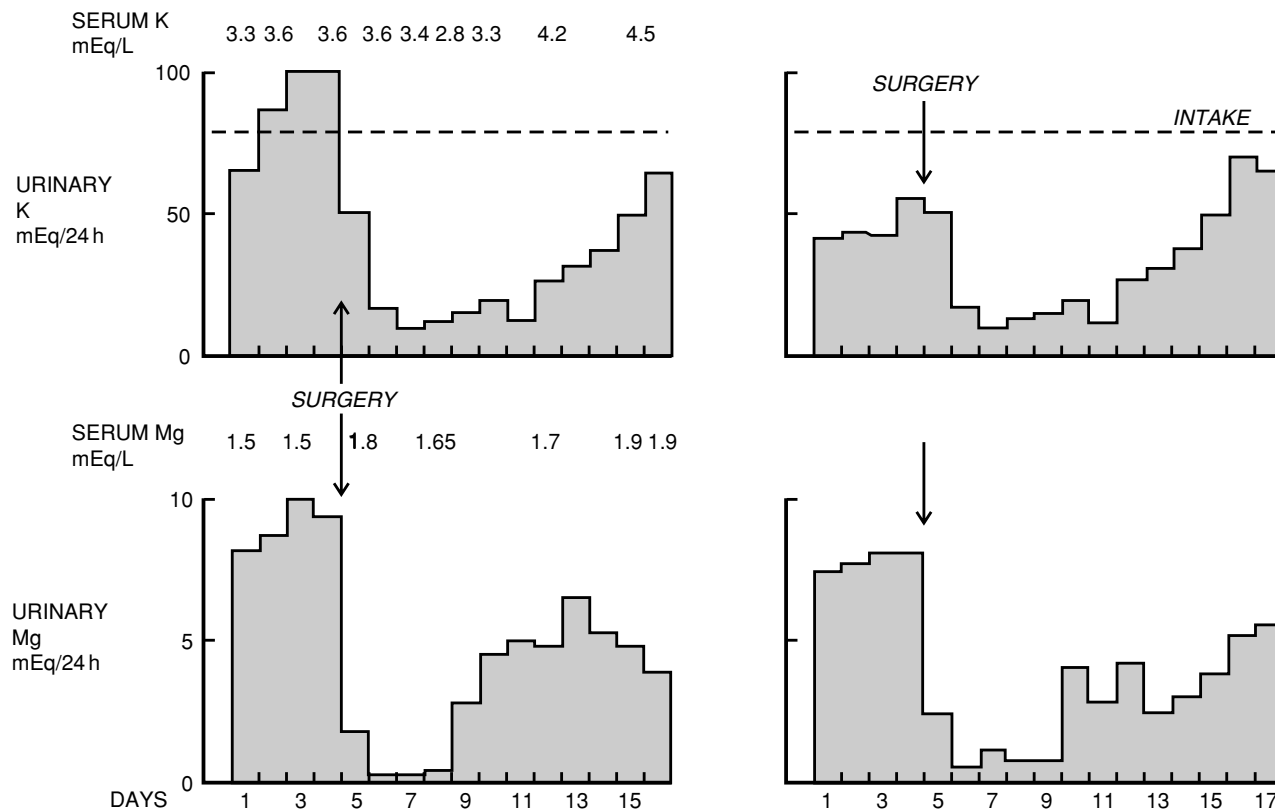 SERUM K
mEq/L
3.3 3.6 3.6 3.6 3.4 2.8 3.3 4.2 4.5
100
50
0
URINARY
K
mEq/24 h
SURGERY
INTAKE
SURGERY
SERUM Mg
mEq/L
1.5 1.5 1.8 1.65 1.7 1.9 1.9
10
5
0
URINARY
Mg
mEq/24 h
DAYS 1 3 5 7 9 11 13 15
1 3 5 7 9 11 13 15 17